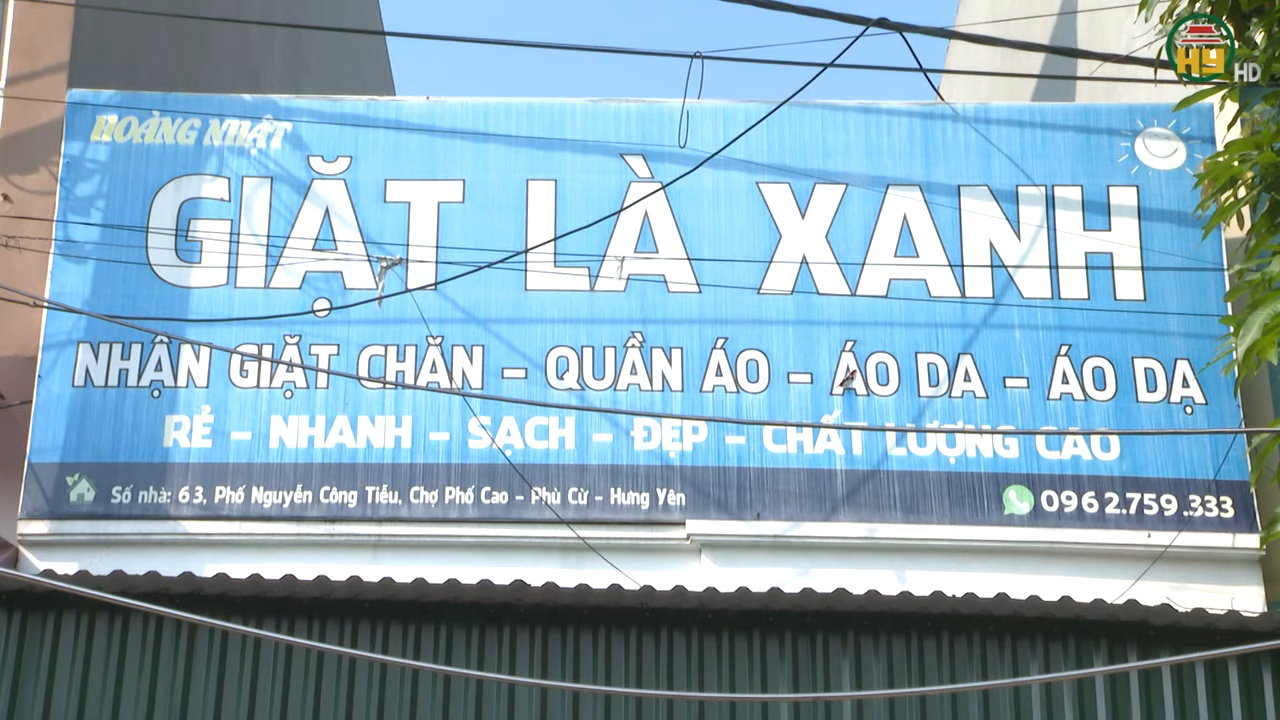 HY HD
HOÀNG NHẬT
GIẶT LÀ XANH
NHẬN GIẶT CHĂN - QUẦN ÁO - ÁO DA - ÁO DẠ
RẺ - NHANH - SẠCH - ĐẸP - CHẤT LƯỢNG CAO
Số nhà: 63, Phố Nguyễn Công Tiễu, Chợ Phố Cao - Phù Cừ - Hưng Yên
0962.759.333